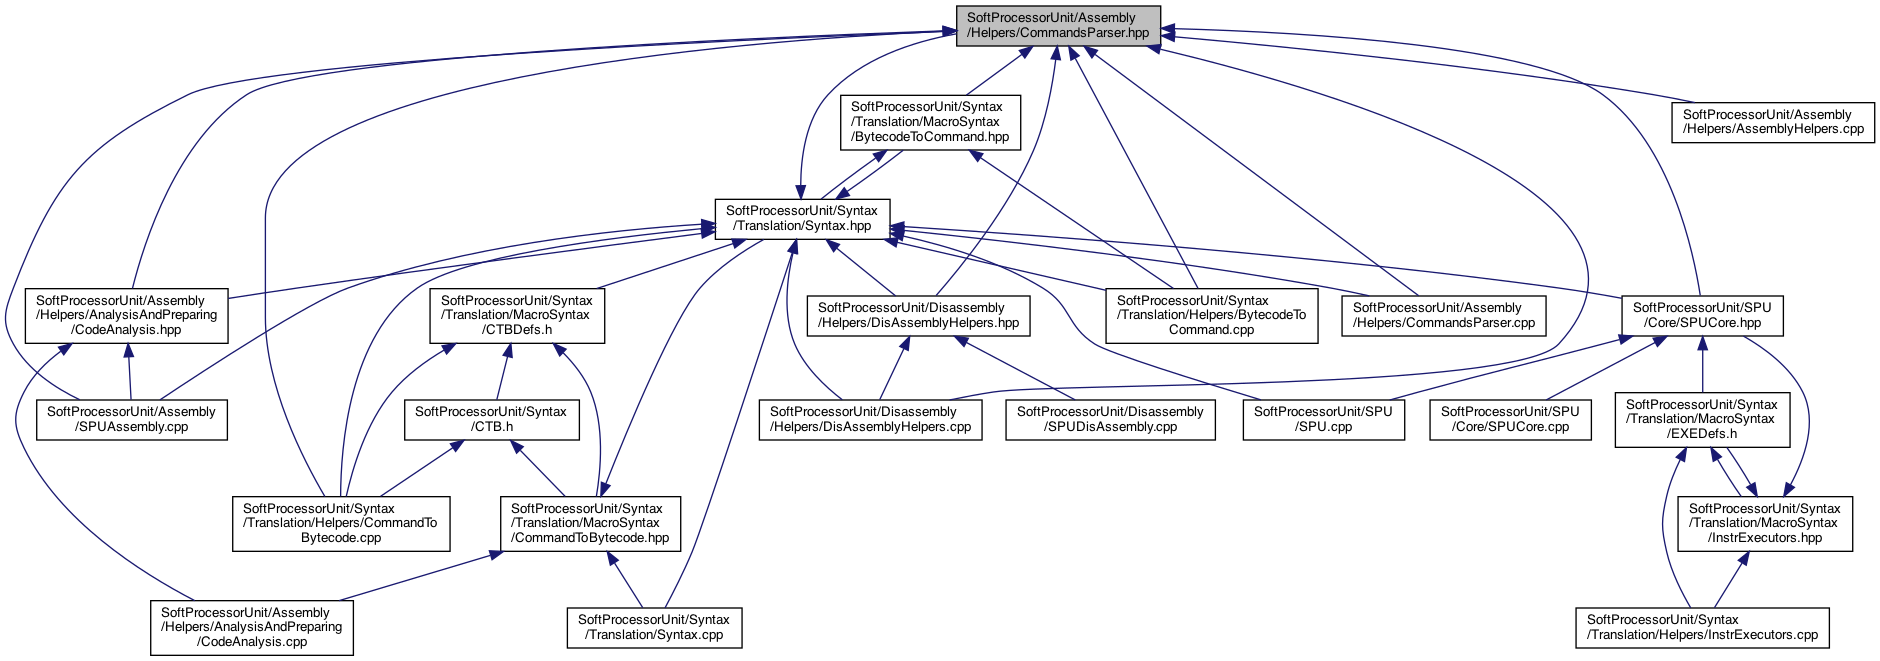 SoftProcessorUnit/Assembly
/Helpers/CommandsParser.hpp
SoftProcessorUnit/Syntax
/Translation/MacroSyntax
/BytecodeToCommand.hpp
SoftProcessorUnit/Assembly
/Helpers/AssemblyHelpers.cpp
SoftProcessorUnit/Syntax
/Translation/Syntax.hpp
SoftProcessorUnit/Assembly
/Helpers/AnalysisAndPreparing
/CodeAnalysis.hpp
SoftProcessorUnit/Syntax
/Translation/MacroSyntax
/CTBDefs.h
SoftProcessorUnit/Disassembly
/Helpers/DisAssemblyHelpers.hpp
SoftProcessorUnit/Syntax
/Translation/Helpers/BytecodeTo
Command.cpp
SoftProcessorUnit/Assembly
/Helpers/CommandsParser.cpp
SoftProcessorUnit/SPU
/Core/SPUCore.hpp
SoftProcessorUnit/Assembly
/SPUAssembly.cpp
SoftProcessorUnit/Syntax
/CTB.h
SoftProcessorUnit/Disassembly
/Helpers/DisAssemblyHelpers.cpp
SoftProcessorUnit/Disassembly
/SPUDisAssembly.cpp
SoftProcessorUnit/SPU
/SPU.cpp
SoftProcessorUnit/SPU
/Core/SPUCore.cpp
SoftProcessorUnit/Syntax
/Translation/MacroSyntax
/EXEDefs.h
SoftProcessorUnit/Syntax
/Translation/Helpers/CommandTo
Bytecode.cpp
SoftProcessorUnit/Syntax
/Translation/MacroSyntax
/CommandToBytecode.hpp
SoftProcessorUnit/Syntax
/Translation/MacroSyntax
/InstrExecutors.hpp
SoftProcessorUnit/Assembly
/Helpers/AnalysisAndPreparing
/CodeAnalysis.cpp
SoftProcessorUnit/Syntax
/Translation/Syntax.cpp
SoftProcessorUnit/Syntax
/Translation/Helpers/InstrExecutors.cpp